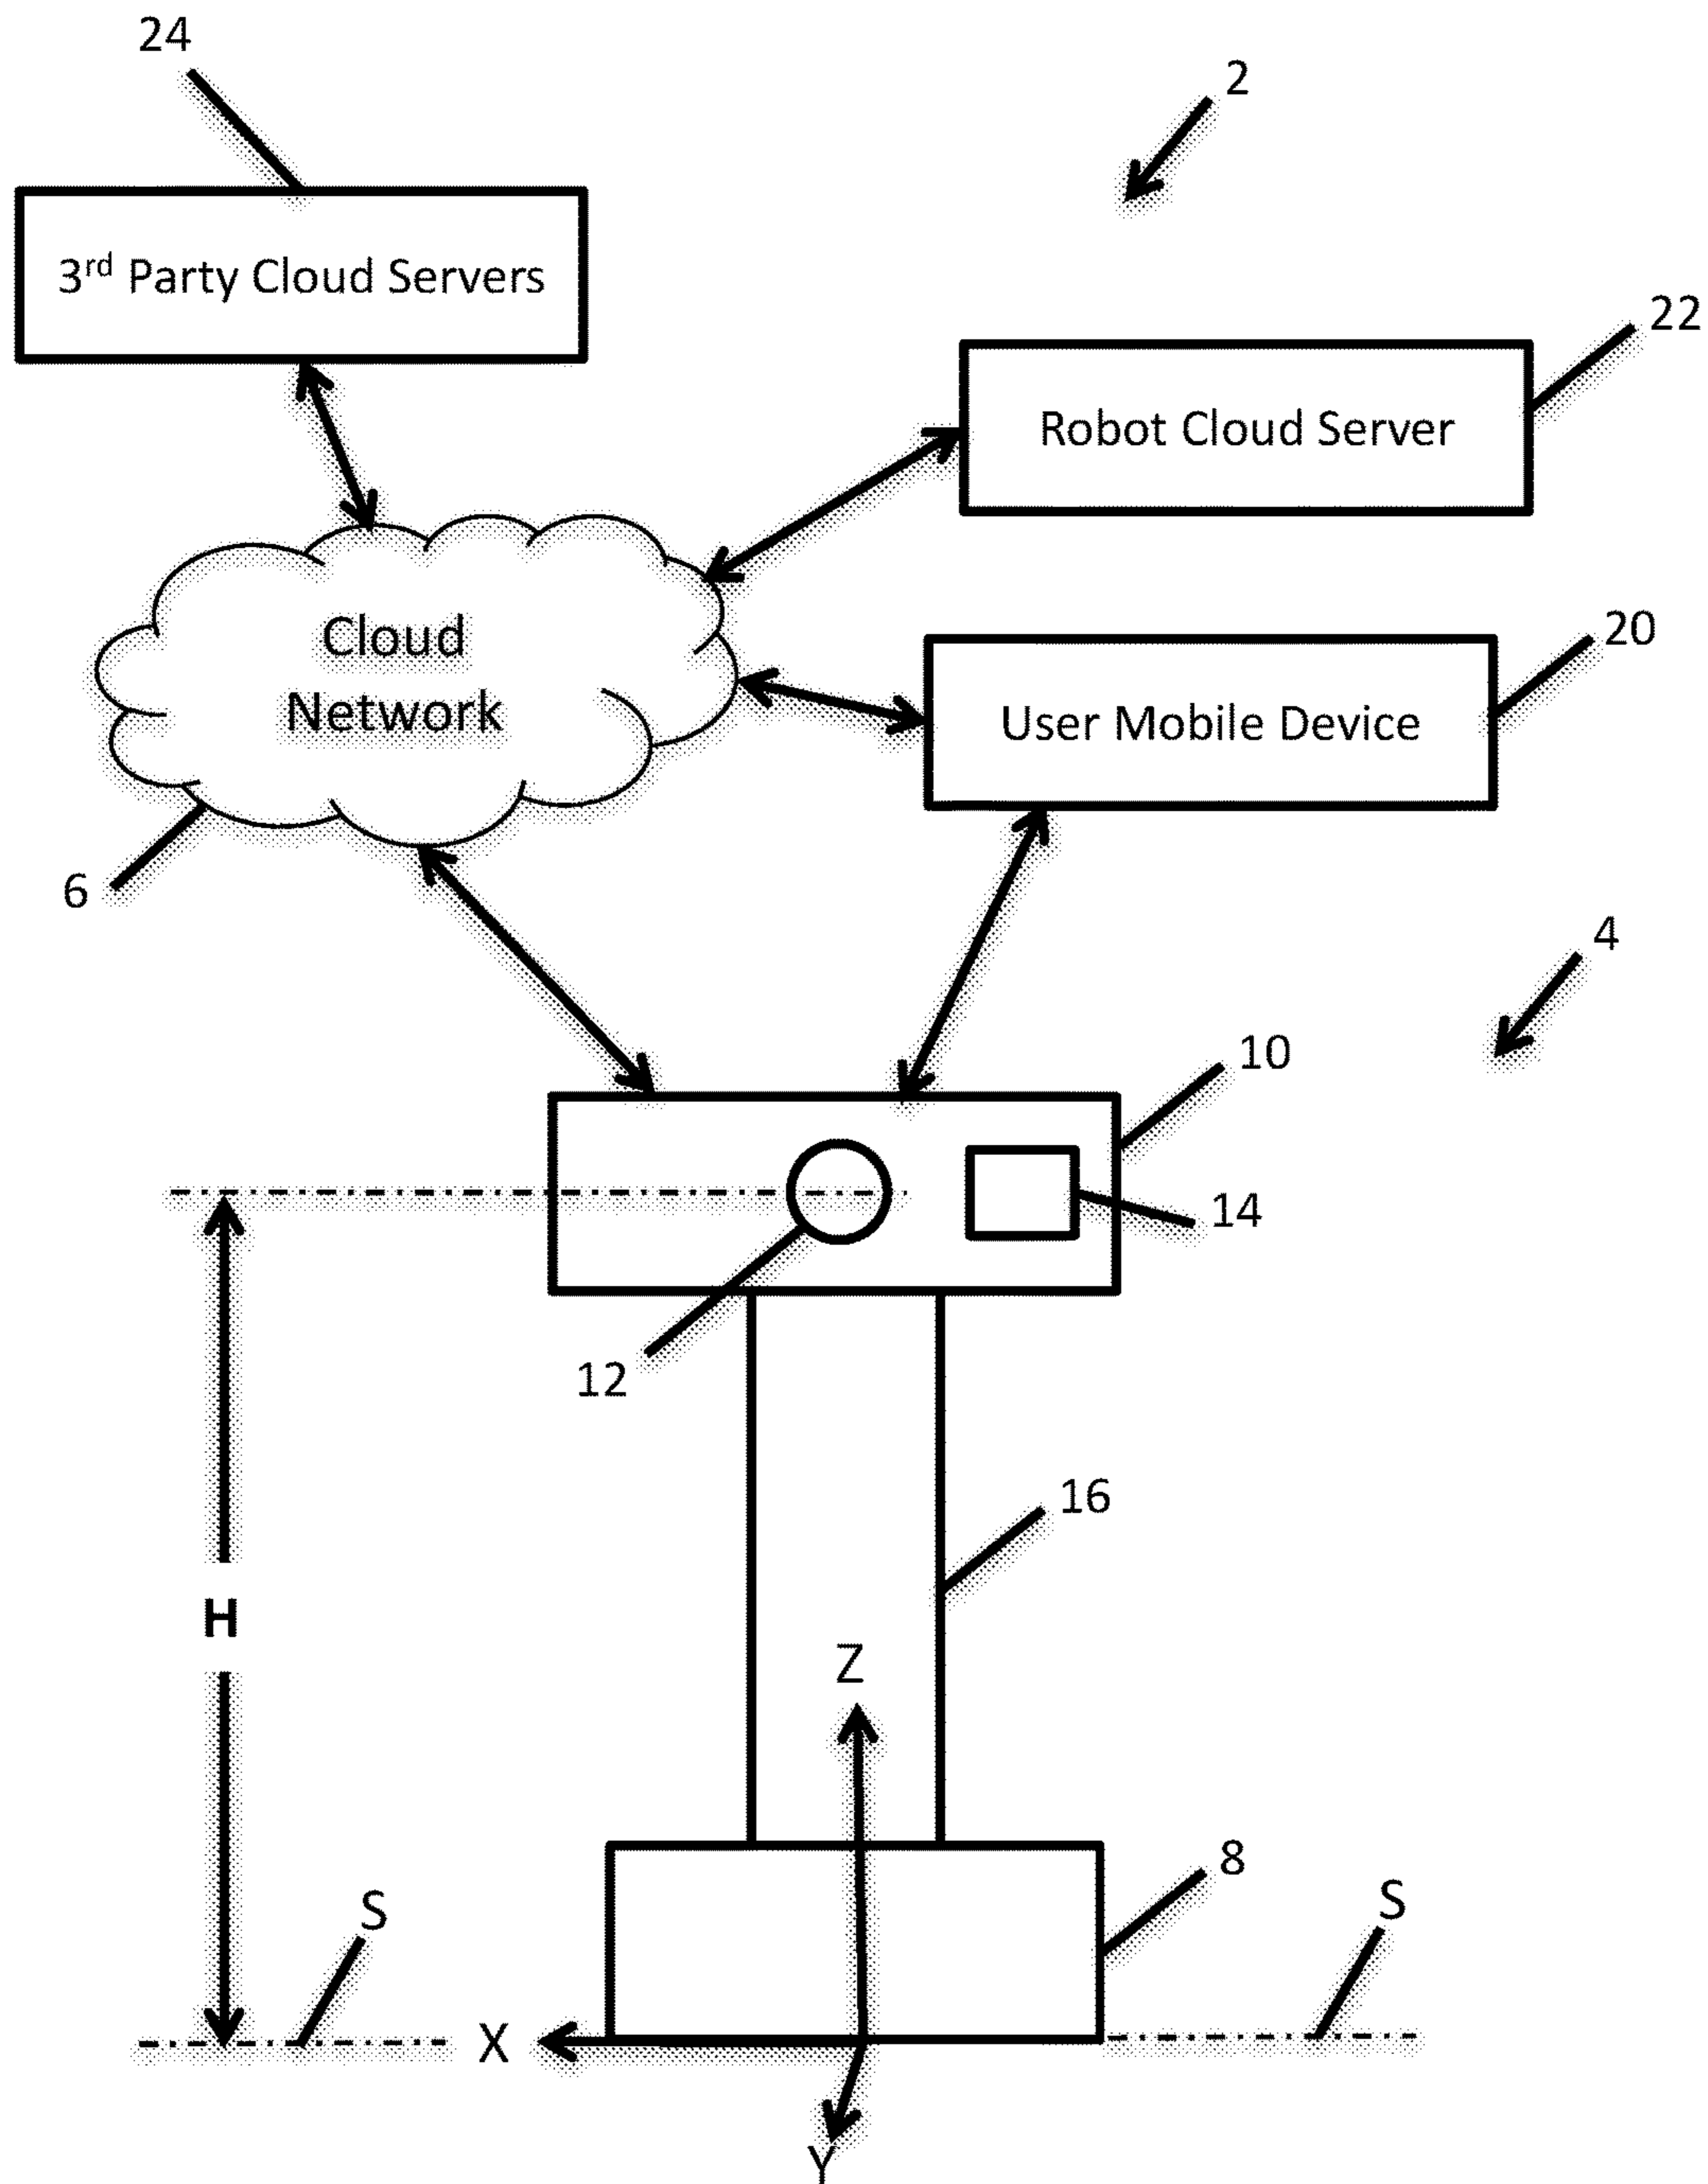 24
2
3rd Party Cloud Servers
22
Robot Cloud Server
Cloud
Network
20
User Mobile Device
6
4
10
14
12
16
H
Z
8
S
S
X
Y